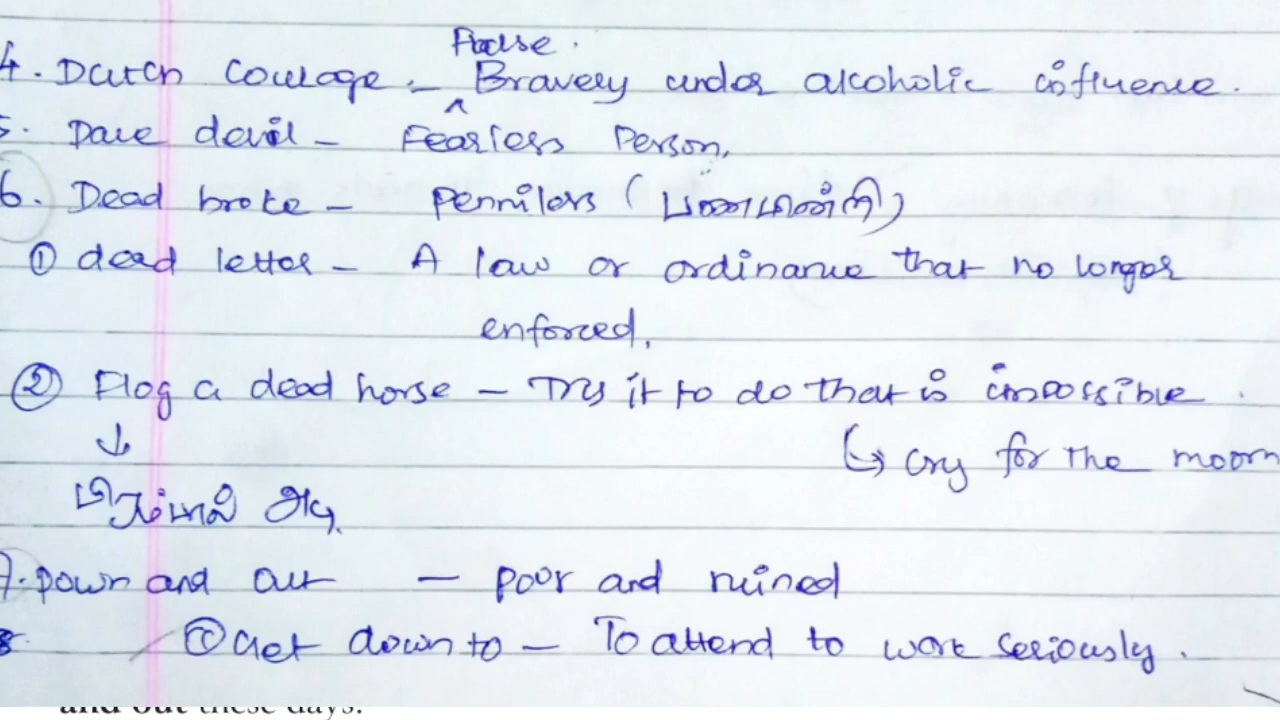 False.
4. Dutch Courage - ^ Bravery under alcoholic influence.
5. Dare devil - Fearless Person,
6. Dead broke - Penniless (பணமின்றி)
① dead letter - A law or ordinance that no longer
enforced,
② Flog a dead horse - Try it to do that is impossible.
↓ ↳ cry for the moon
பிரம்பால் அடி.
7. Down and out - poor and ruined
8 ① Get down to - To attend to work seriously.
and out these days.